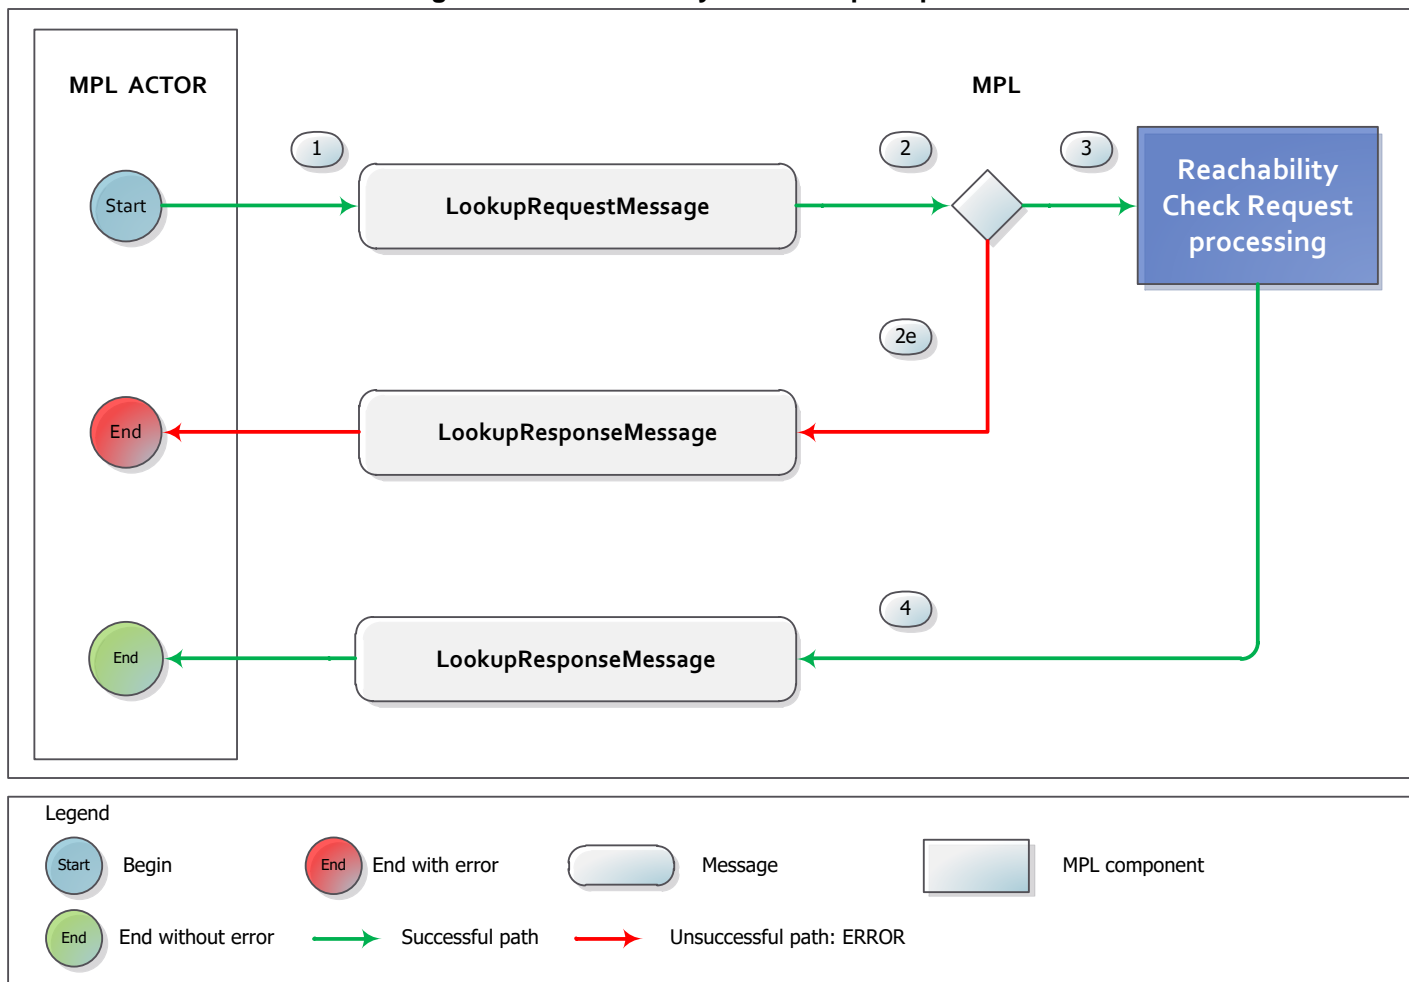 MPL ACTOR
MPL
1
2
3
Start
LookupRequestMessage
Reachability
Check Request
processing
2e
End
LookupResponseMessage
4
End
LookupResponseMessage
Legend
Start
Begin
End
End with error
Message
MPL component
End
End without error
Successful path
Unsuccessful path: ERROR